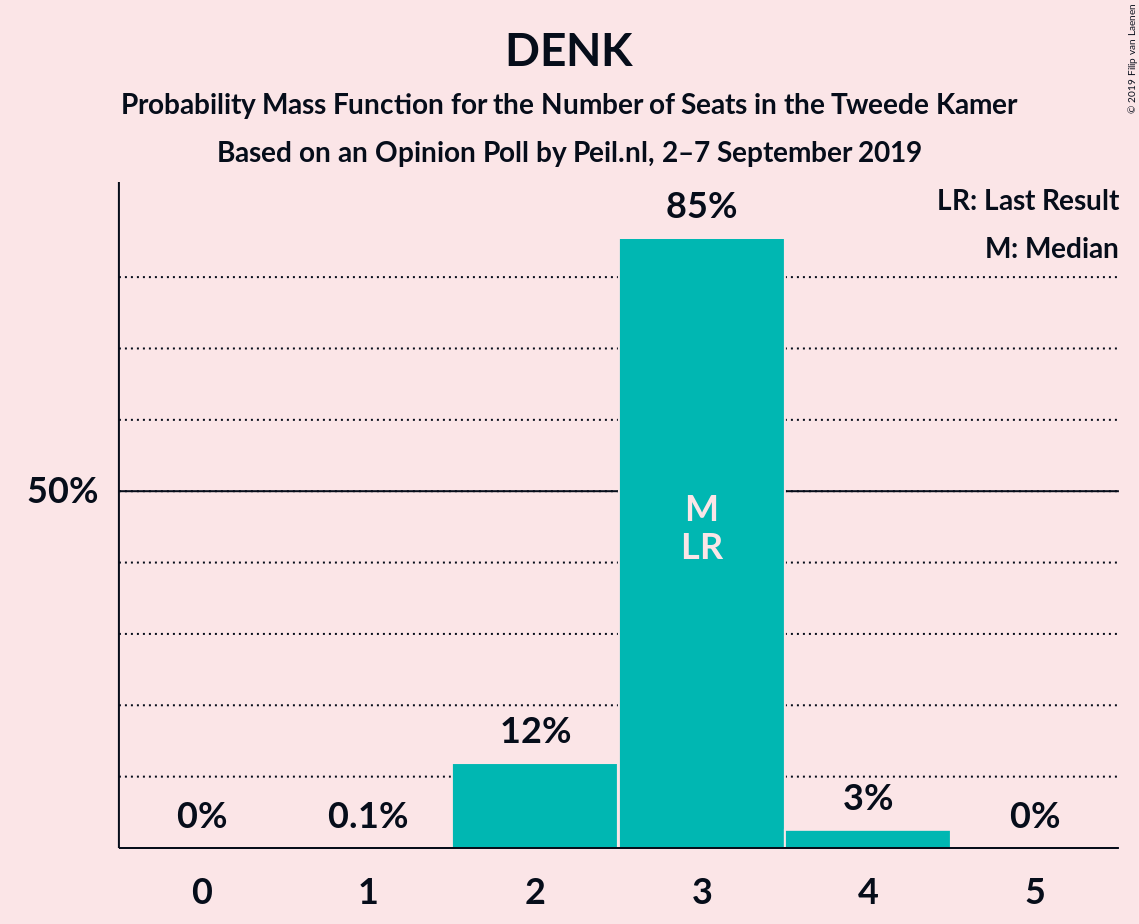 DENK
Probability Mass Function for the Number of Seats in the Tweede Kamer
Based on an Opinion Poll by Peil.nl, 2–7 September 2019
© 2019 Filip van Laenen
LR: Last Result
M: Median
85%
50%
M
LR
12%
3%
0%
0.1%
0%
0
1
2
3
4
5